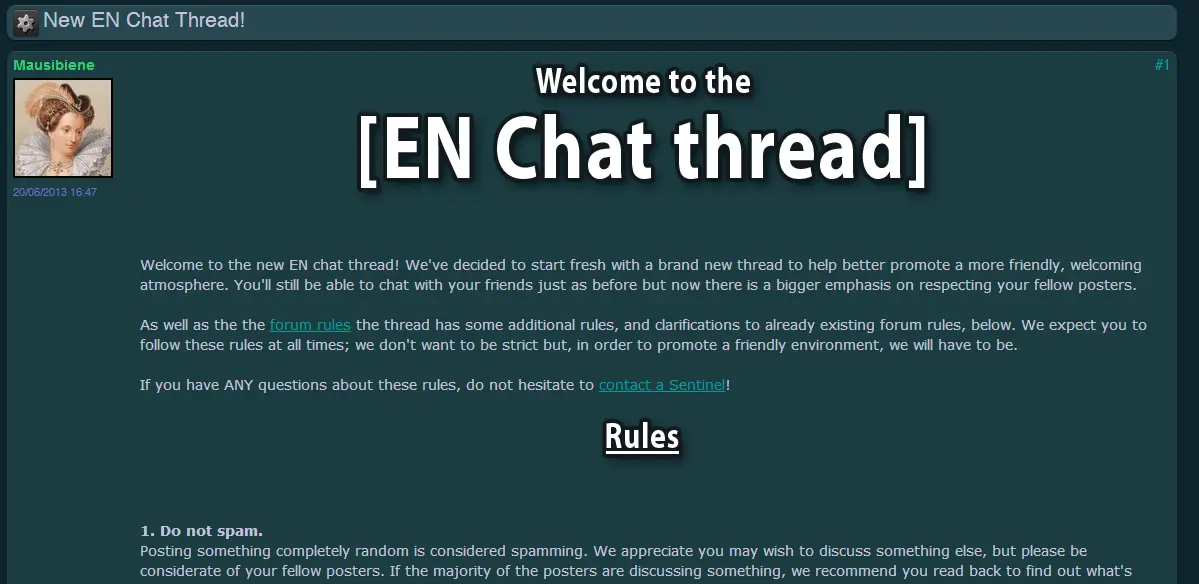 New EN Chat Thread!
Mausibiene
#1
20/06/2013 16:47
Welcome to the
[EN Chat thread]
Welcome to the new EN chat thread! We've decided to start fresh with a brand new thread to help better promote a more friendly, welcoming
atmosphere. You'll still be able to chat with your friends just as before but now there is a bigger emphasis on respecting your fellow posters.
As well as the the forum rules the thread has some additional rules, and clarifications to already existing forum rules, below. We expect you to
follow these rules at all times; we don't want to be strict but, in order to promote a friendly environment, we will have to be.
If you have ANY questions about these rules, do not hesitate to contact a Sentinel!
Rules
1. Do not spam.
Posting something completely random is considered spamming. We appreciate you may wish to discuss something else, but please be
considerate of your fellow posters. If the majority of the posters are discussing something, we recommend you read back to find out what's